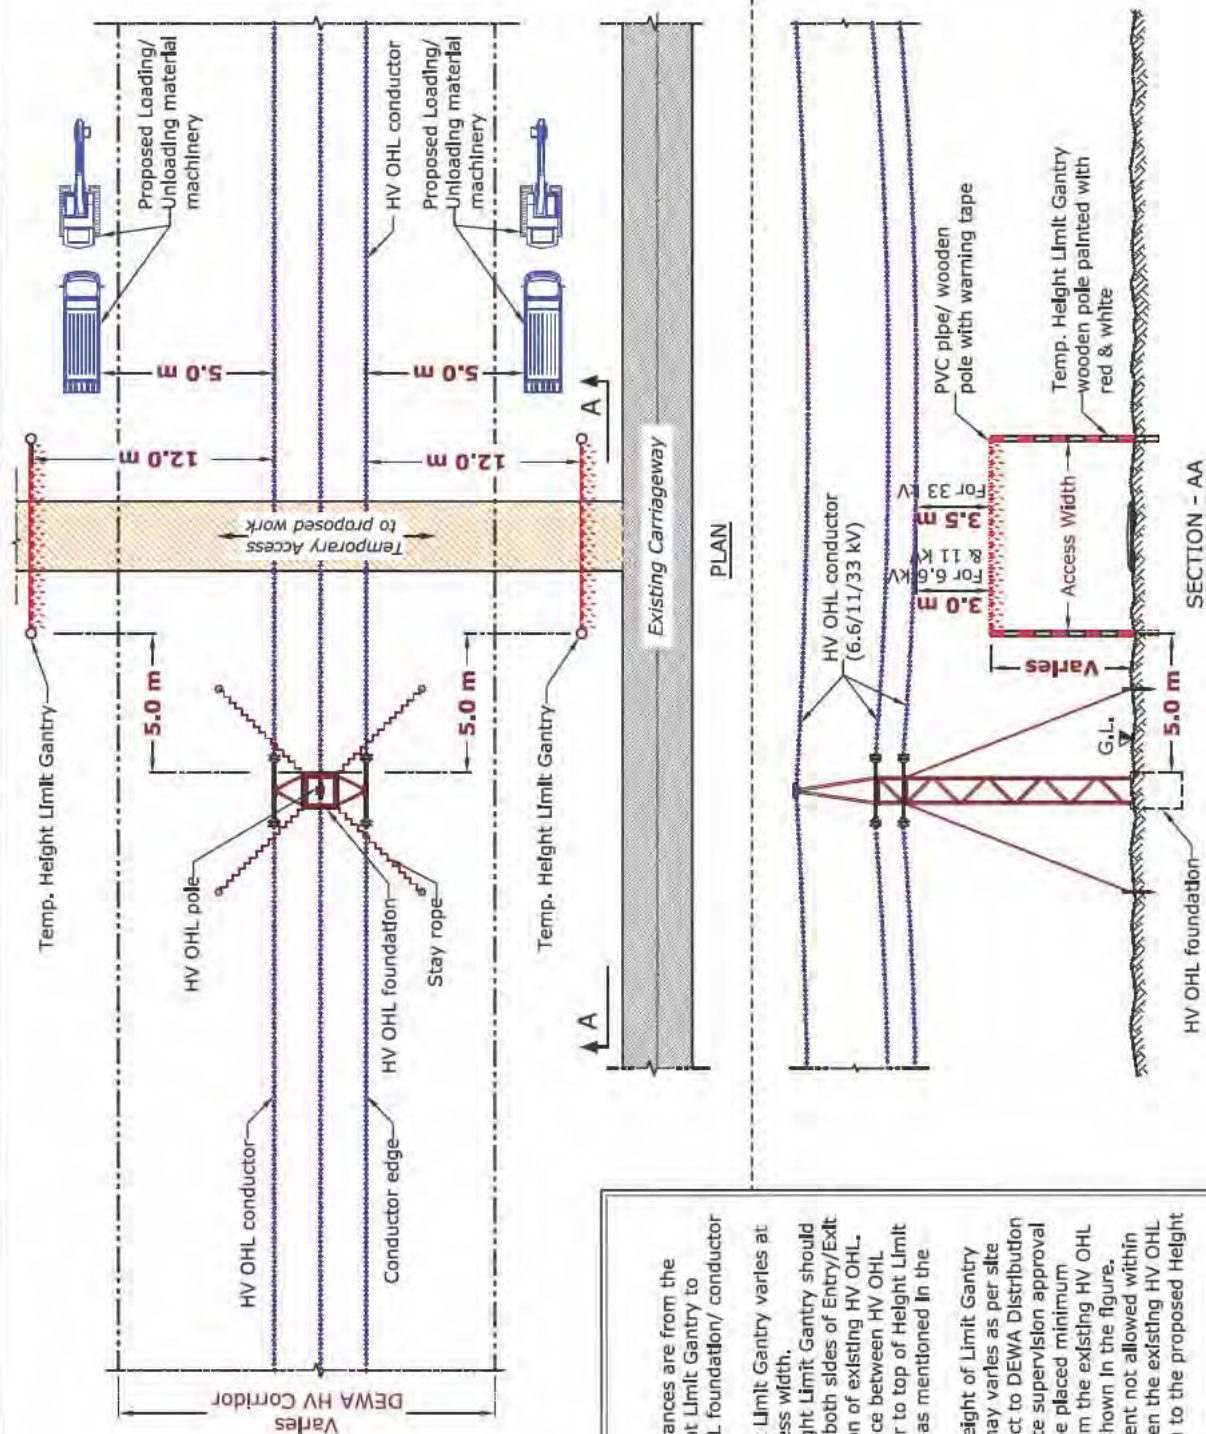 Temp. Height Limit Gantry
5.0 m
12.0 m
5.0 m
Proposed Loading/
Unloading material
machinery
HV OHL pole
HV OHL conductor
HV OHL conductor
Temporary Access
to proposed work
HV OHL foundation
Conductor edge
Stay rope
Varies
DEWA HV Corridor
5.0 m
12.0 m
5.0 m
Proposed Loading/
Unloading material
machinery
Temp. Height Limit Gantry
A
A
Existing Carriageway
PLAN
HV OHL conductor
(6.6/11/33 kV)
3.0 m
For 6.6 kV
& 11 kV
3.5 m
For 33 kV
PVC pipe/ wooden
pole with warning tape
Varies
Access Width
Temp. Height Limit Gantry
wooden pole painted with
red & white
G.L.
5.0 m
HV OHL foundation
SECTION - AA
ances are from the
t Limit Gantry to
L foundation/ conductor
Limit Gantry varies at
ess width.
ht Limit Gantry should
both sides of Entry/Exit
n of existing HV OHL.
ce between HV OHL
r to top of Height Limit
as mentioned in the
eight of Limit Gantry
may varies as per site
ct to DEWA Distribution
te supervision approval
e placed minimum
m the existing HV OHL
hown in the figure.
ent not allowed within
en the existing HV OHL
n to the proposed Height